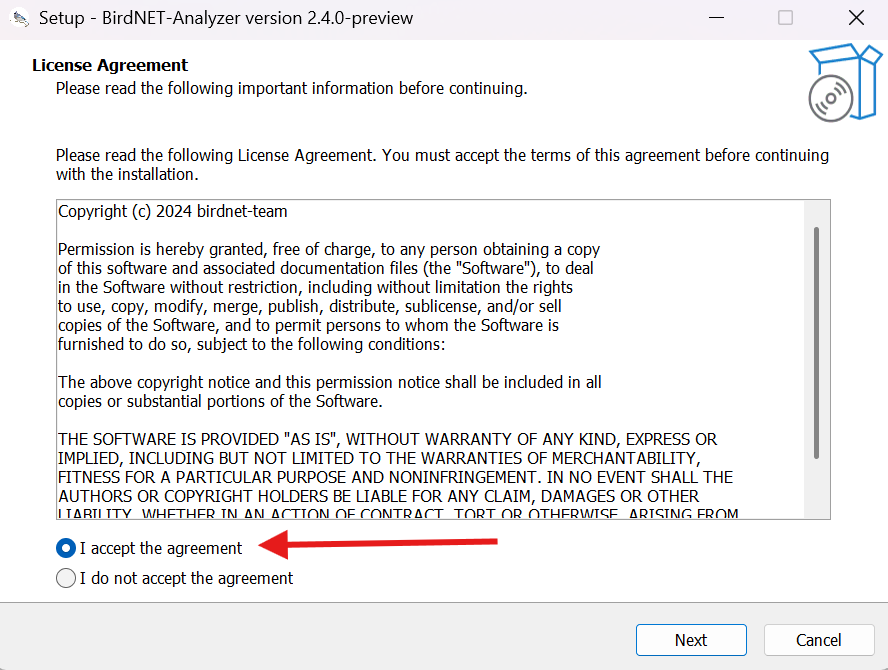 Setup - BirdNET-Analyzer version 2.4.0-preview
License Agreement
Please read the following important information before continuing.
Please read the following License Agreement. You must accept the terms of this agreement before continuing
with the installation.
Copyright (c) 2024 birdnet-team
Permission is hereby granted, free of charge, to any person obtaining a copy
of this software and associated documentation files (the "Software"), to deal
in the Software without restriction, including without limitation the rights
to use, copy, modify, merge, publish, distribute, sublicense, and/or sell
copies of the Software, and to permit persons to whom the Software is
furnished to do so, subject to the following conditions:
The above copyright notice and this permission notice shall be included in all
copies or substantial portions of the Software.
THE SOFTWARE IS PROVIDED "AS IS", WITHOUT WARRANTY OF ANY KIND, EXPRESS OR
IMPLIED, INCLUDING BUT NOT LIMITED TO THE WARRANTIES OF MERCHANTABILITY,
FITNESS FOR A PARTICULAR PURPOSE AND NONINFRINGEMENT. IN NO EVENT SHALL THE
AUTHORS OR COPYRIGHT HOLDERS BE LIABLE FOR ANY CLAIM, DAMAGES OR OTHER
LIABILITY, WHETHER IN AN ACTION OF CONTRACT, TORT OR OTHERWISE, ARISING FROM
I accept the agreement
I do not accept the agreement
Next
Cancel